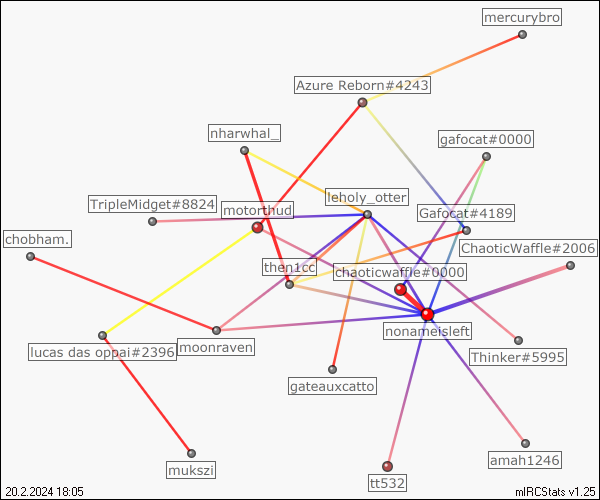 mercurybro
Azure Reborn#4243
nharwhal_
gafocat#0000
leholy_otter
TripleMidget#8824
motorthud
Gafocat#4189
chobham.
ChaoticWaffle#2006
then1cc
chaoticwaffle#0000
nonameisleft
lucas das oppai#2396
moonraven
Thinker#5995
gateauxcatto
mukszi
amah1246
tt532
20.2.2024 18:05
mIRCStats v1.25